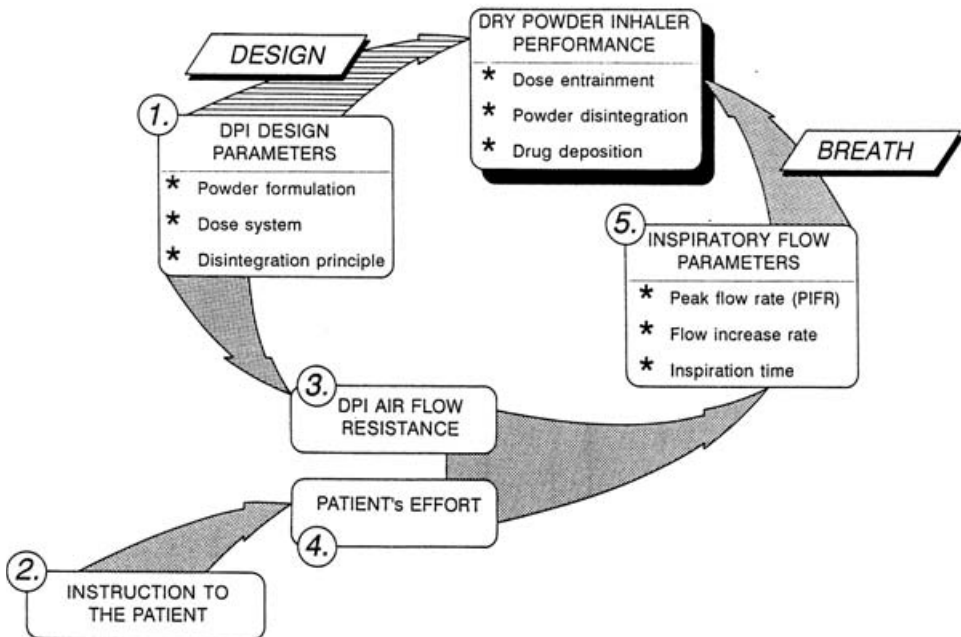 DESIGN
DRY POWDER INHALER
PERFORMANCE
* Dose entrainment
* Powder disintegration
* Drug deposition
1.
DPI DESIGN
PARAMETERS
* Powder formulation
* Dose system
* Disintegration principle
BREATH
5.
INSPIRATORY FLOW
PARAMETERS
* Peak flow rate (PIFR)
* Flow increase rate
* Inspiration time
3.
DPI AIR FLOW
RESISTANCE
PATIENT's EFFORT
4.
2.
INSTRUCTION TO
THE PATIENT